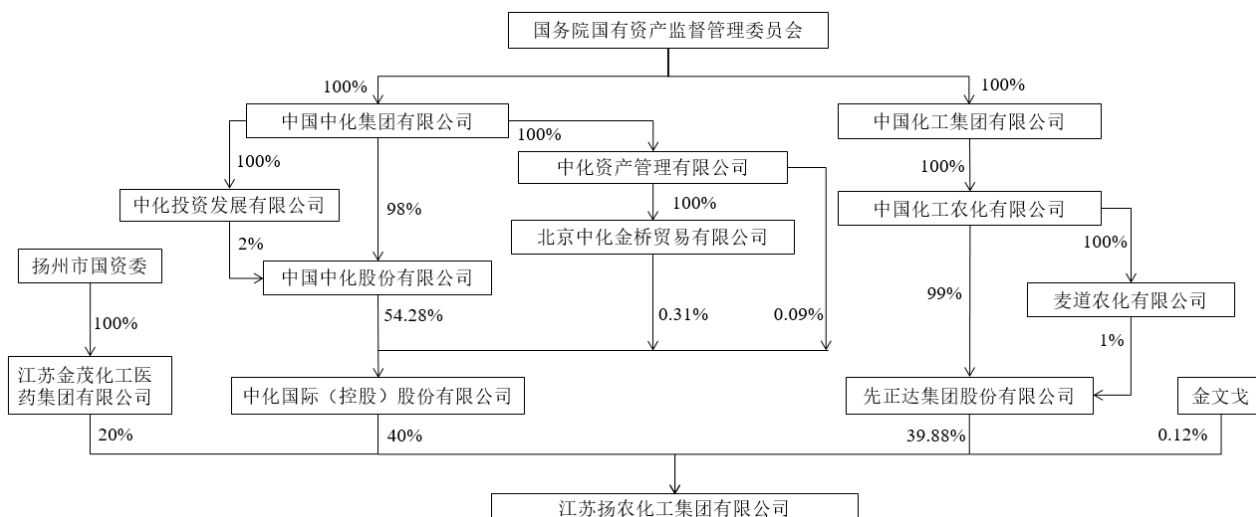 国务院国有资产监督管理委员会
100%
100%
中国中化集团有限公司
中国化工集团有限公司
100%
100%
100%
中化资产管理有限公司
中化投资发展有限公司
98%
100%
中国化工农化有限公司
北京中化金桥贸易有限公司
2%
100%
扬州市国资委
中国中化股份有限公司
99%
麦道农化有限公司
100%
54.28%
0.31%
0.09%
1%
江苏金茂化工医
药集团有限公司
中化国际（控股）股份有限公司
先正达集团股份有限公司
金文戈
20%
40%
39.88%
0.12%
江苏扬农化工集团有限公司